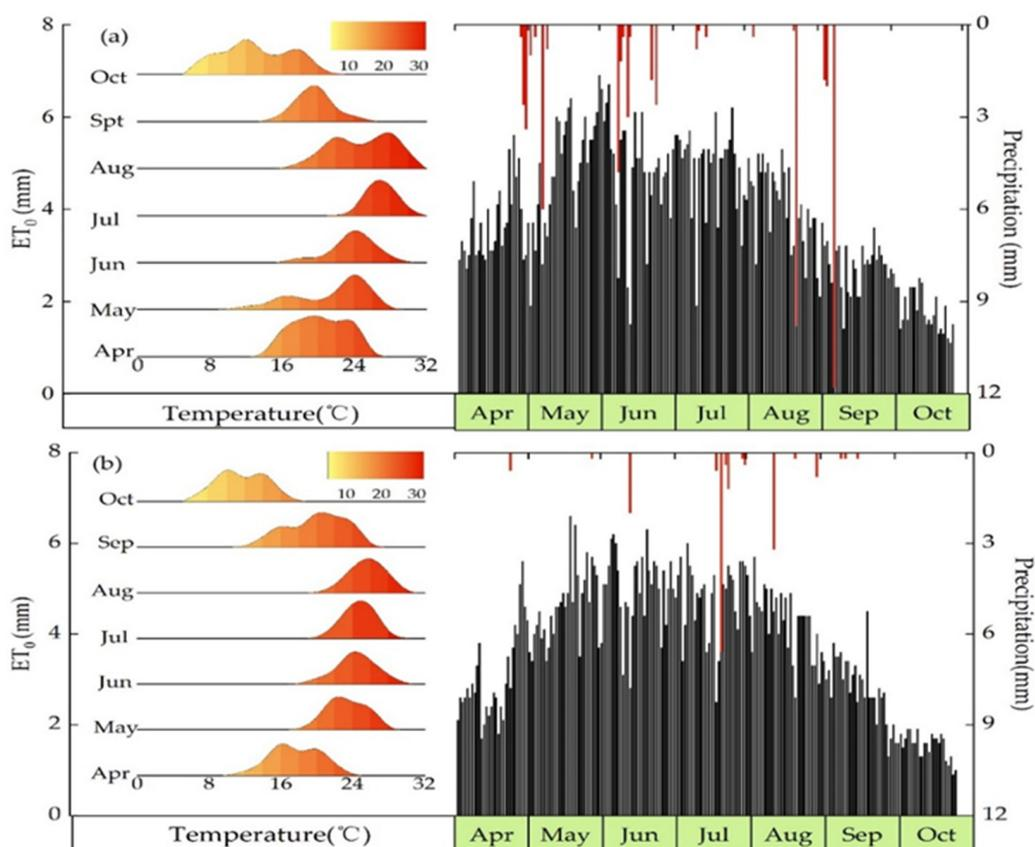 8 (a) 0
10 20 30
Oct
6 Spt 3
Aug
ET0 (mm) Precipitation (mm)
4 Jul 6
Jun
2 May 9
Apr
0 8 16 24 32
0 12
Temperature(℃) Apr May Jun Jul Aug Sep Oct
8 (b) 0
10 20 30
Oct
6 Sep 3
Aug
ET0 (mm) Precipitation(mm)
4 Jul 6
Jun
2 May 9
Apr
0 8 16 24 32
0 12
Temperature(℃) Apr May Jun Jul Aug Sep Oct